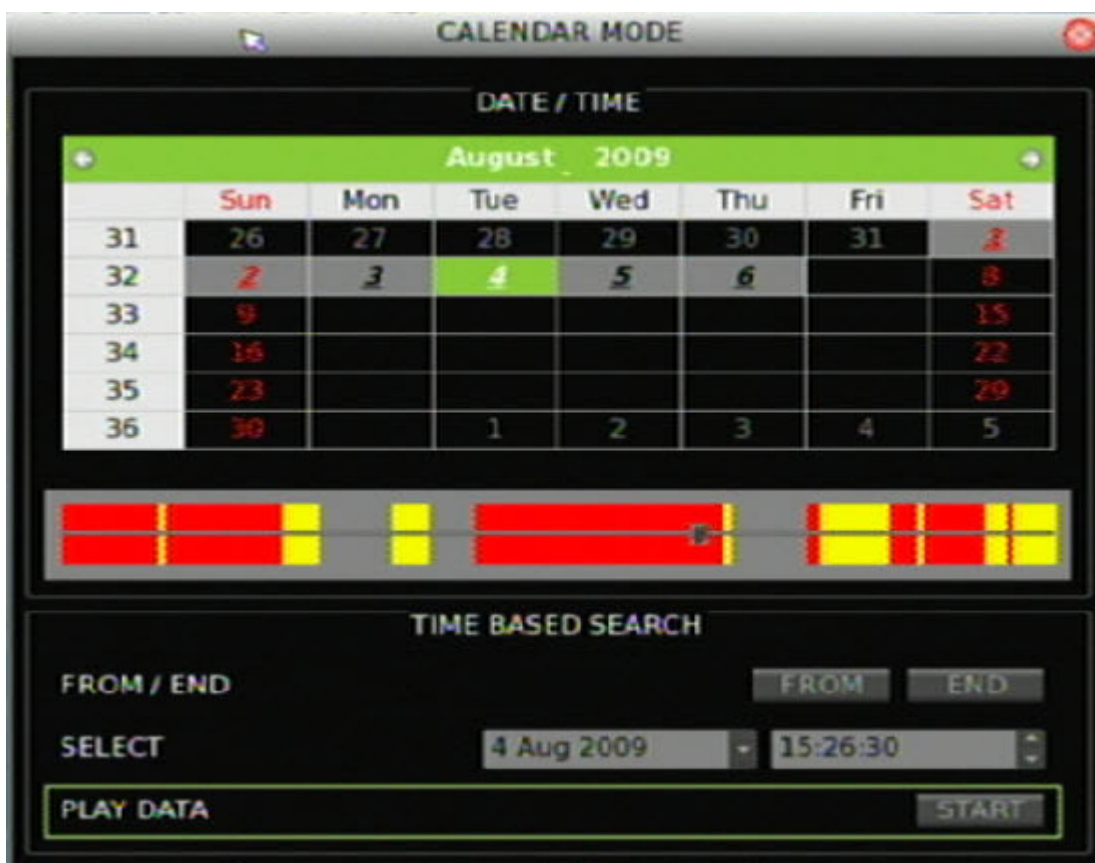 CALENDAR MODE
DATE / TIME
August 2009
Sun Mon Tue Wed Thu Fri Sat
31 26 27 28 29 30 31 1
32 2 3 4 5 6 8
33 9 15
34 16 22
35 23 29
36 30 1 2 3 4 5
TIME BASED SEARCH
FROM / END FROM END
SELECT 4 Aug 2009 15:26:30
PLAY DATA START